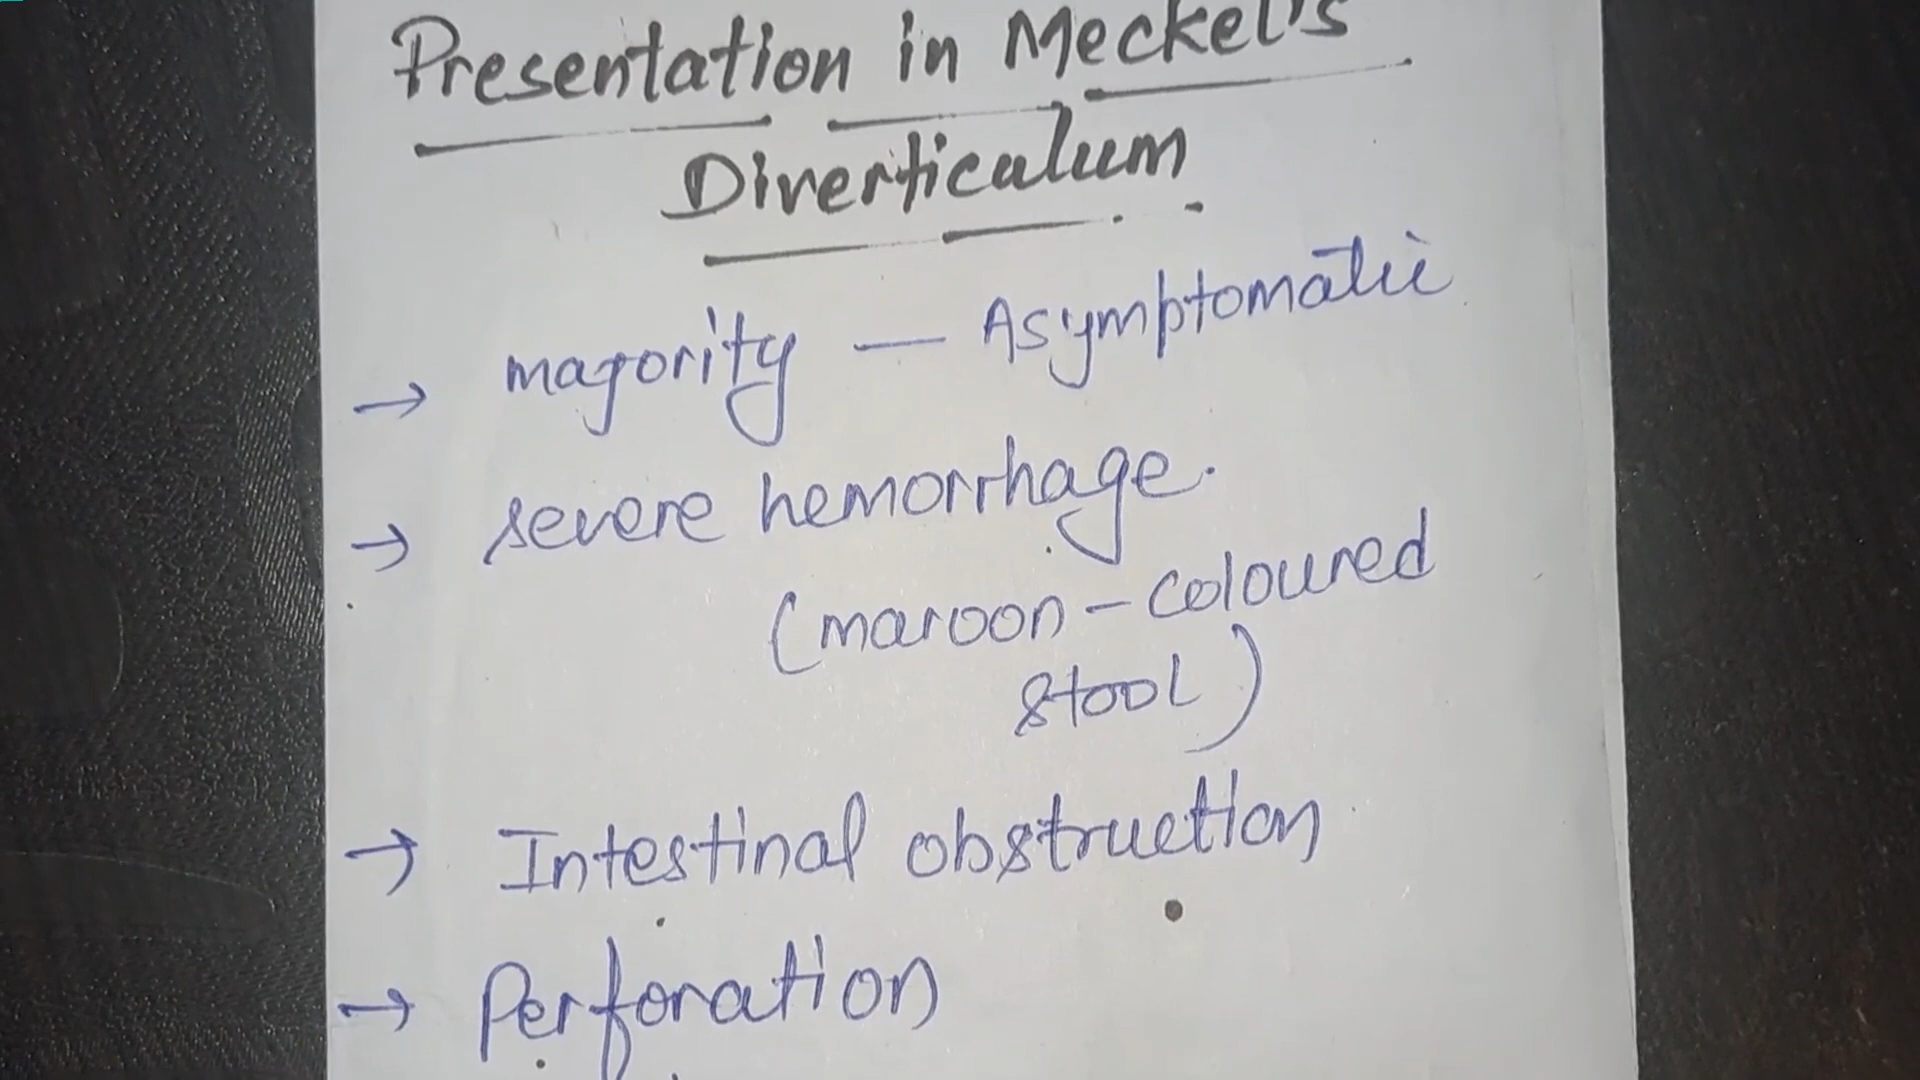 Presentation in Meckel's
Diverticulum
→ magority — Asymptomatic
→ severe hemorrhage.
(maroon-coloured
stool)
→ Intestinal obstruction
→ Perforation